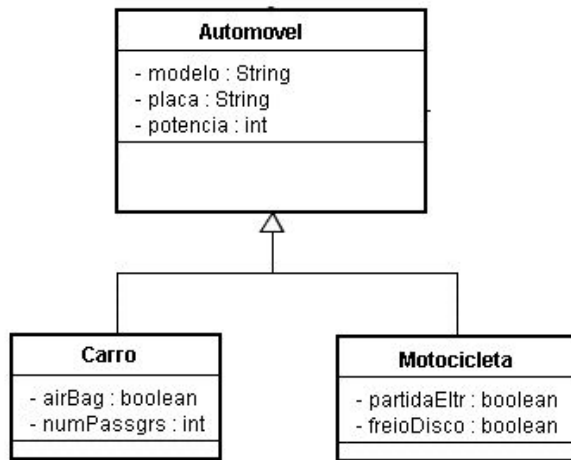 Automovel
- modelo : String
- placa : String
- potencia : int
Carro
- airBag : boolean
- numPassgrs : int
Motocicleta
- partidaEltr : boolean
- freioDisco : boolean